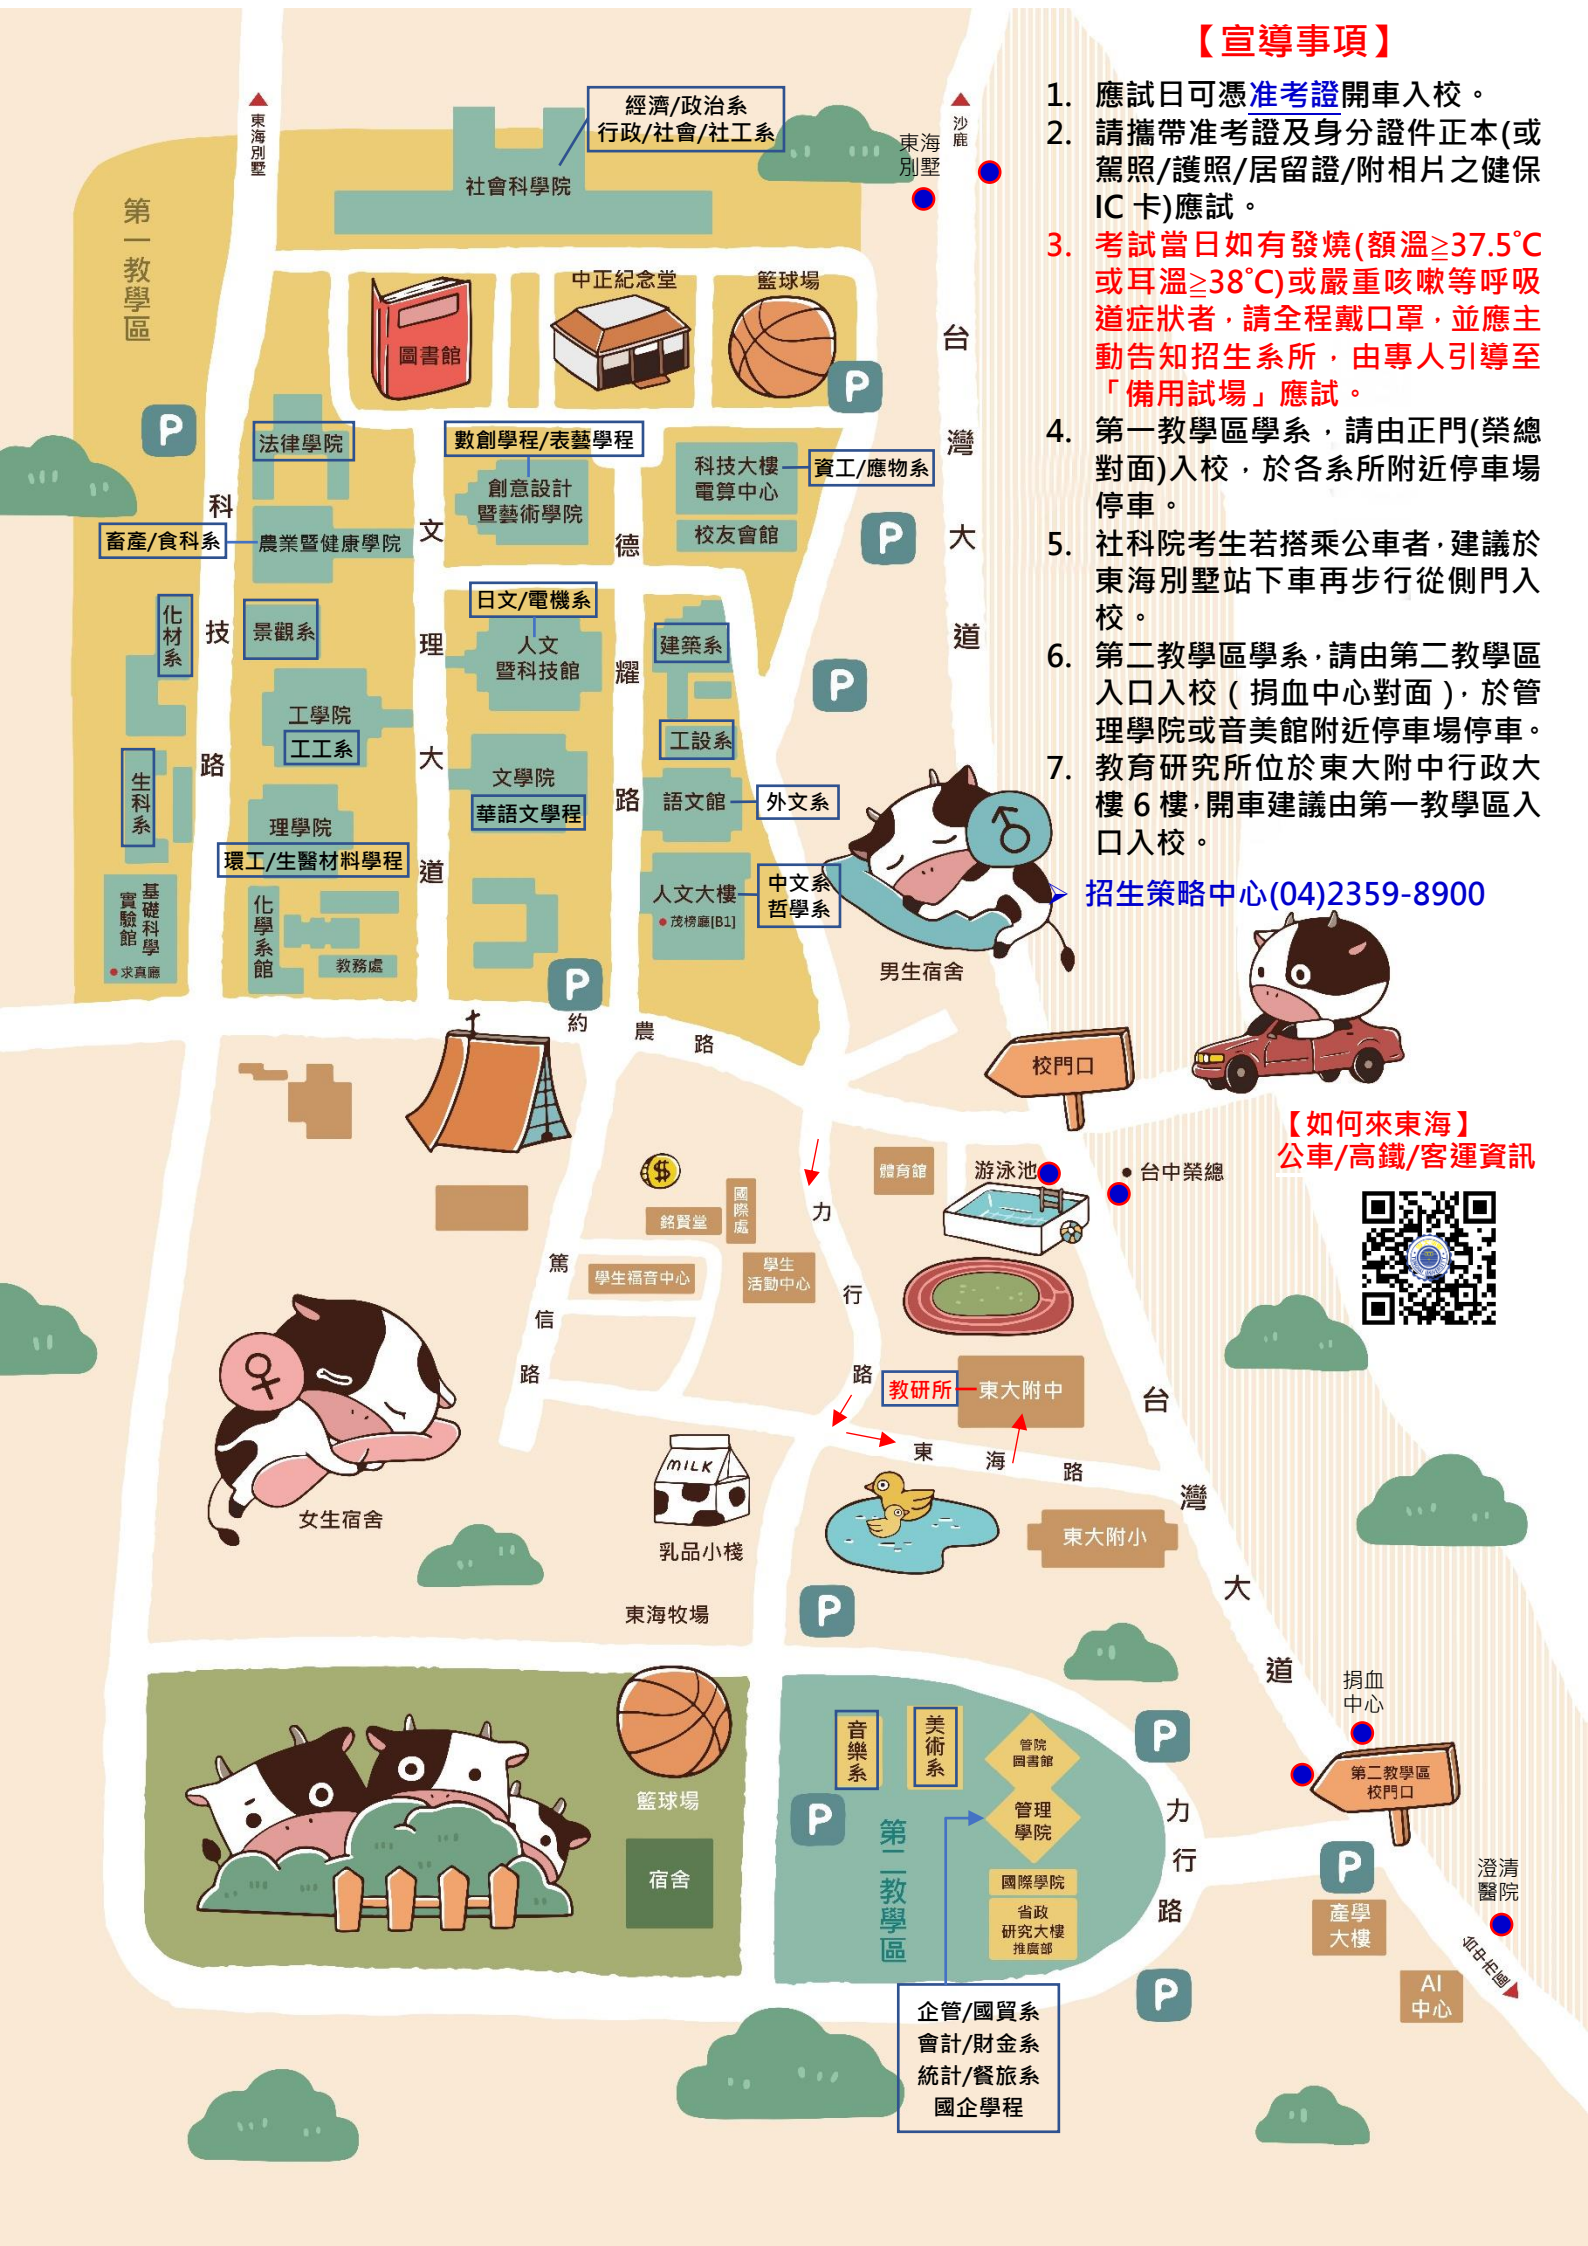 【宣導事項】
1. 應試日可憑准考證開車入校。
2. 請攜帶准考證及身分證件正本(或
駕照/護照/居留證/附相片之健保
IC 卡)應試。
3. 考試當日如有發燒(額溫≧37.5°C
或耳溫≧38°C)或嚴重咳嗽等呼吸
道症狀者，請全程戴口罩，並應主
動告知招生系所，由專人引導至
「備用試場」應試。
4. 第一教學區學系，請由正門(榮總
對面)入校，於各系所附近停車場
停車。
5. 社科院考生若搭乘公車者，建議於
東海別墅站下車再步行從側門入
校。
6. 第二教學區學系，請由第二教學區
入口入校（捐血中心對面），於管
理學院或音美館附近停車場停車。
7. 教育研究所位於東大附中行政大
樓 6 樓，開車建議由第一教學區入
口入校。
➢ 招生策略中心(04)2359-8900
【如何來東海】
公車/高鐵/客運資訊
東海別墅
經濟/政治系
行政/社會/社工系
社會科學院
東海
別墅
沙鹿
第一教學區
圖書館
中正紀念堂
籃球場
P
P
台灣大道
法律學院
數創學程/表藝學程
創意設計
暨藝術學院
科技大樓
電算中心
資工/應物系
校友會館
P
科技路
文理大道
德耀路
畜產/食科系
農業暨健康學院
化材系
景觀系
日文/電機系
人文
暨科技館
建築系
P
工學院
工工系
工設系
生科系
文學院
華語文學程
語文館
外文系
理學院
環工/生醫材料學程
人文大樓
茂榜廳[B1]
中文系
哲學系
基礎科學
實驗館
求真廳
化學系館
教務處
P
男生宿舍
約農路
校門口
體育館
游泳池
台中榮總
國際處
銘賢堂
力行路
學生福音中心
學生
活動中心
篤信路
教研所
東大附中
台灣大道
東海路
女生宿舍
MILK
乳品小棧
東大附小
東海牧場
P
籃球場
宿舍
音樂系
美術系
管院
圖書館
管理
學院
P
P
第二教學區
國際學院
省政
研究大樓
推廣部
力行路
捐血
中心
第二教學區
校門口
P
產學
大樓
澄清
醫院
台中市區
AI
中心
P
企管/國貿系
會計/財金系
統計/餐旅系
國企學程